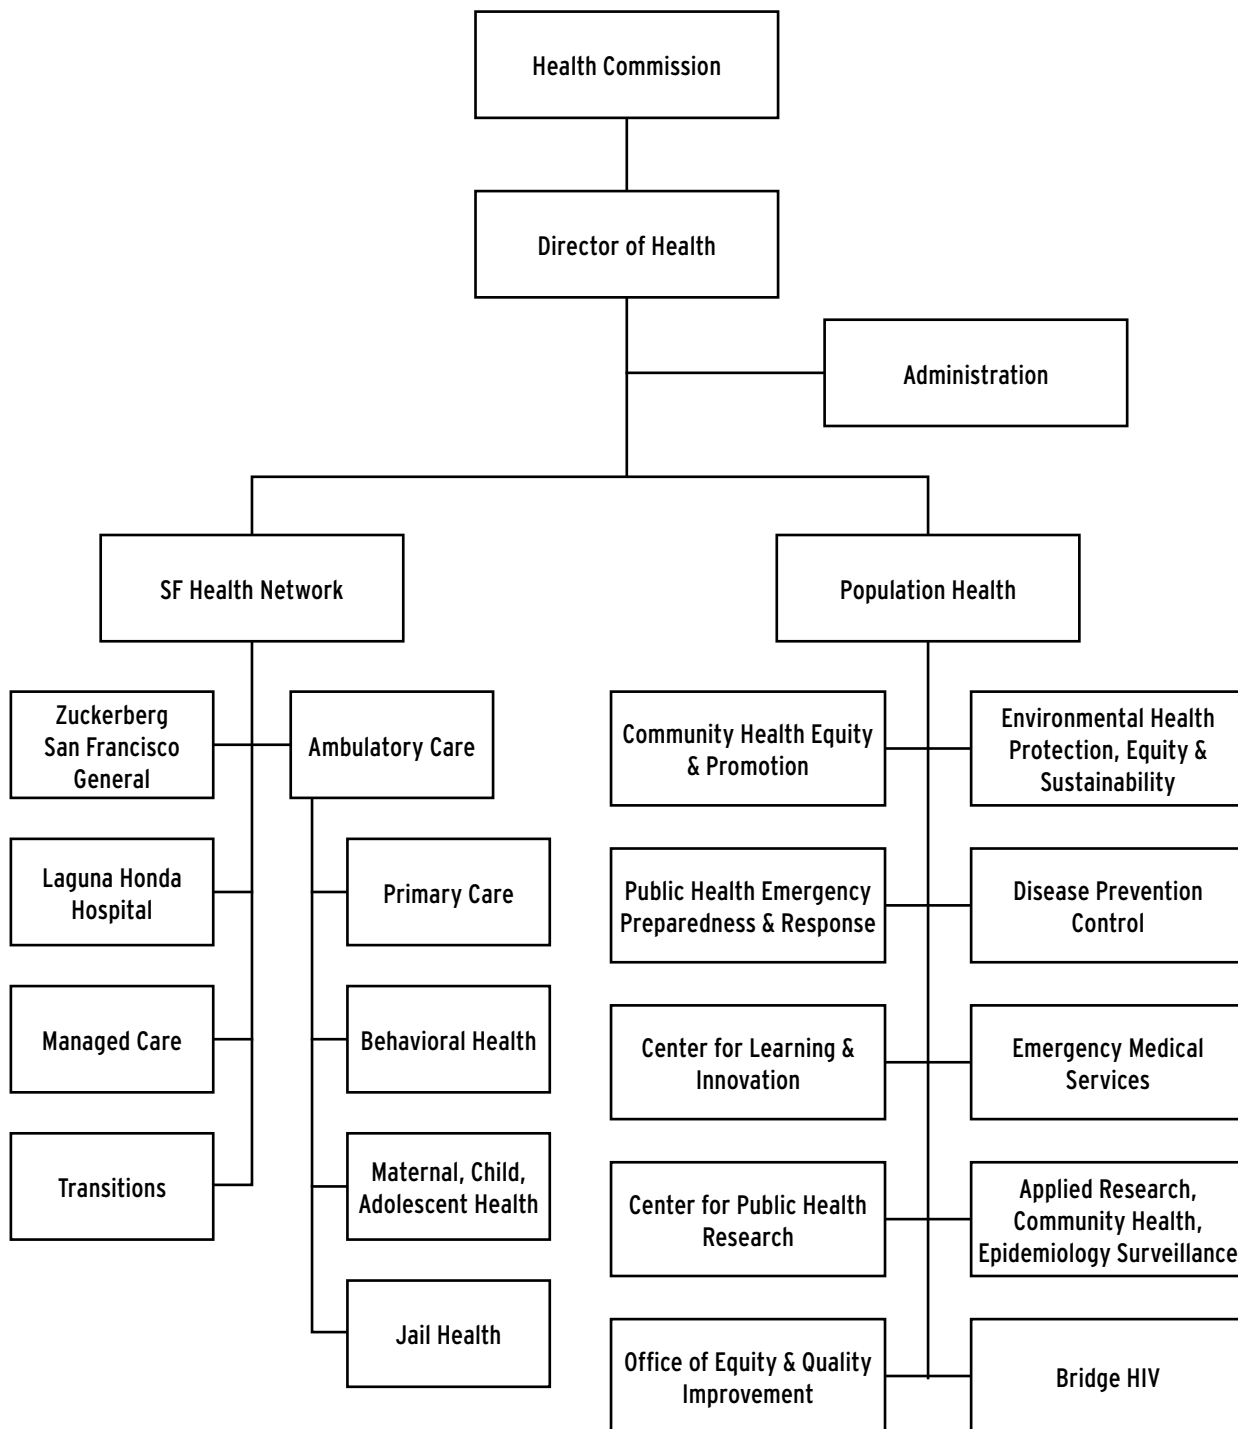 Health Commission
Director of Health
Administration
SF Health Network
Population Health
Zuckerberg
San Francisco
General
Ambulatory Care
Laguna Honda
Hospital
Primary Care
Managed Care
Behavioral Health
Transitions
Maternal, Child,
Adolescent Health
Jail Health
Community Health Equity
& Promotion
Environmental Health
Protection, Equity &
Sustainability
Public Health Emergency
Preparedness & Response
Disease Prevention
Control
Center for Learning &
Innovation
Emergency Medical
Services
Center for Public Health
Research
Applied Research,
Community Health,
Epidemiology Surveillance
Office of Equity & Quality
Improvement
Bridge HIV